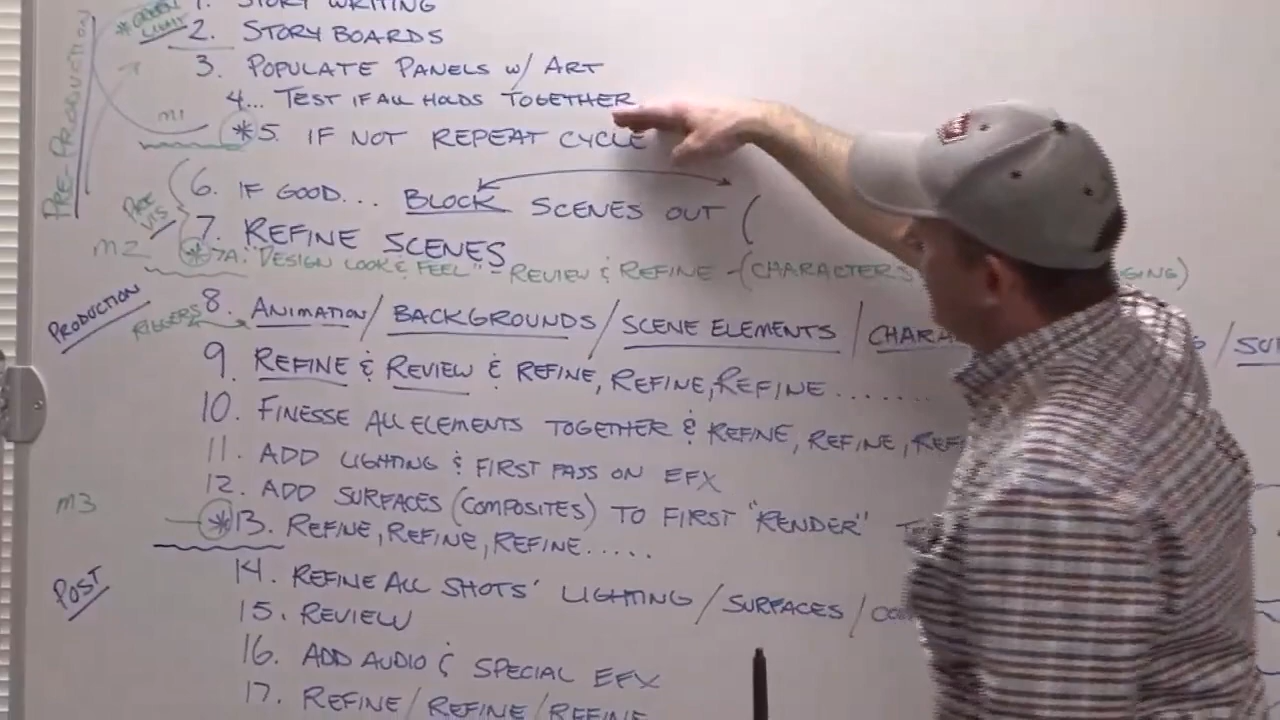 1. STORY WRITING
2. STORY BOARDS
3. POPULATE PANELS w/ ART
4... TEST IF ALL HOLDS TOGETHER
m1
*5. IF NOT REPEAT CYCLE
PRE-PRODUCTION
6. IF GOOD... BLOCK SCENES OUT (
PRE VIS
7. REFINE SCENES
m2
*7A. "DESIGN LOOK & FEEL" - REVIEW & REFINE - (CHARACTERS
PRODUCTION
RIGGERS
8. ANIMATION / BACKGROUNDS / SCENE ELEMENTS / CHARA
9. REFINE & REVIEW & REFINE, REFINE, REFINE.......
10. FINESSE ALL ELEMENTS TOGETHER & REFINE, REFINE, REF
11. ADD LIGHTING & FIRST PASS ON EFX
12. ADD SURFACES (COMPOSITES) TO FIRST "RENDER"
m3
*13. REFINE, REFINE, REFINE.....
POST
14. REFINE ALL SHOTS' LIGHTING / SURFACES /
15. REVIEW
16. ADD AUDIO & SPECIAL EFX
17. REFINE / REFINE / REFINE